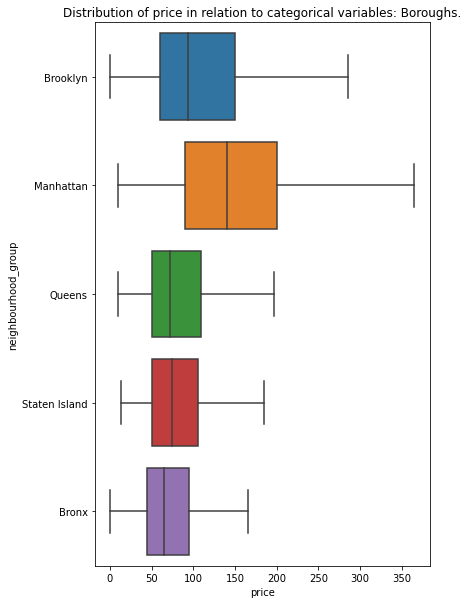 Distribution of price in relation to categorical variables: Boroughs.
Brooklyn
Manhattan
Queens
Staten Island
Bronx
neighbourhood_group
0 50 100 150 200 250 300 350
price